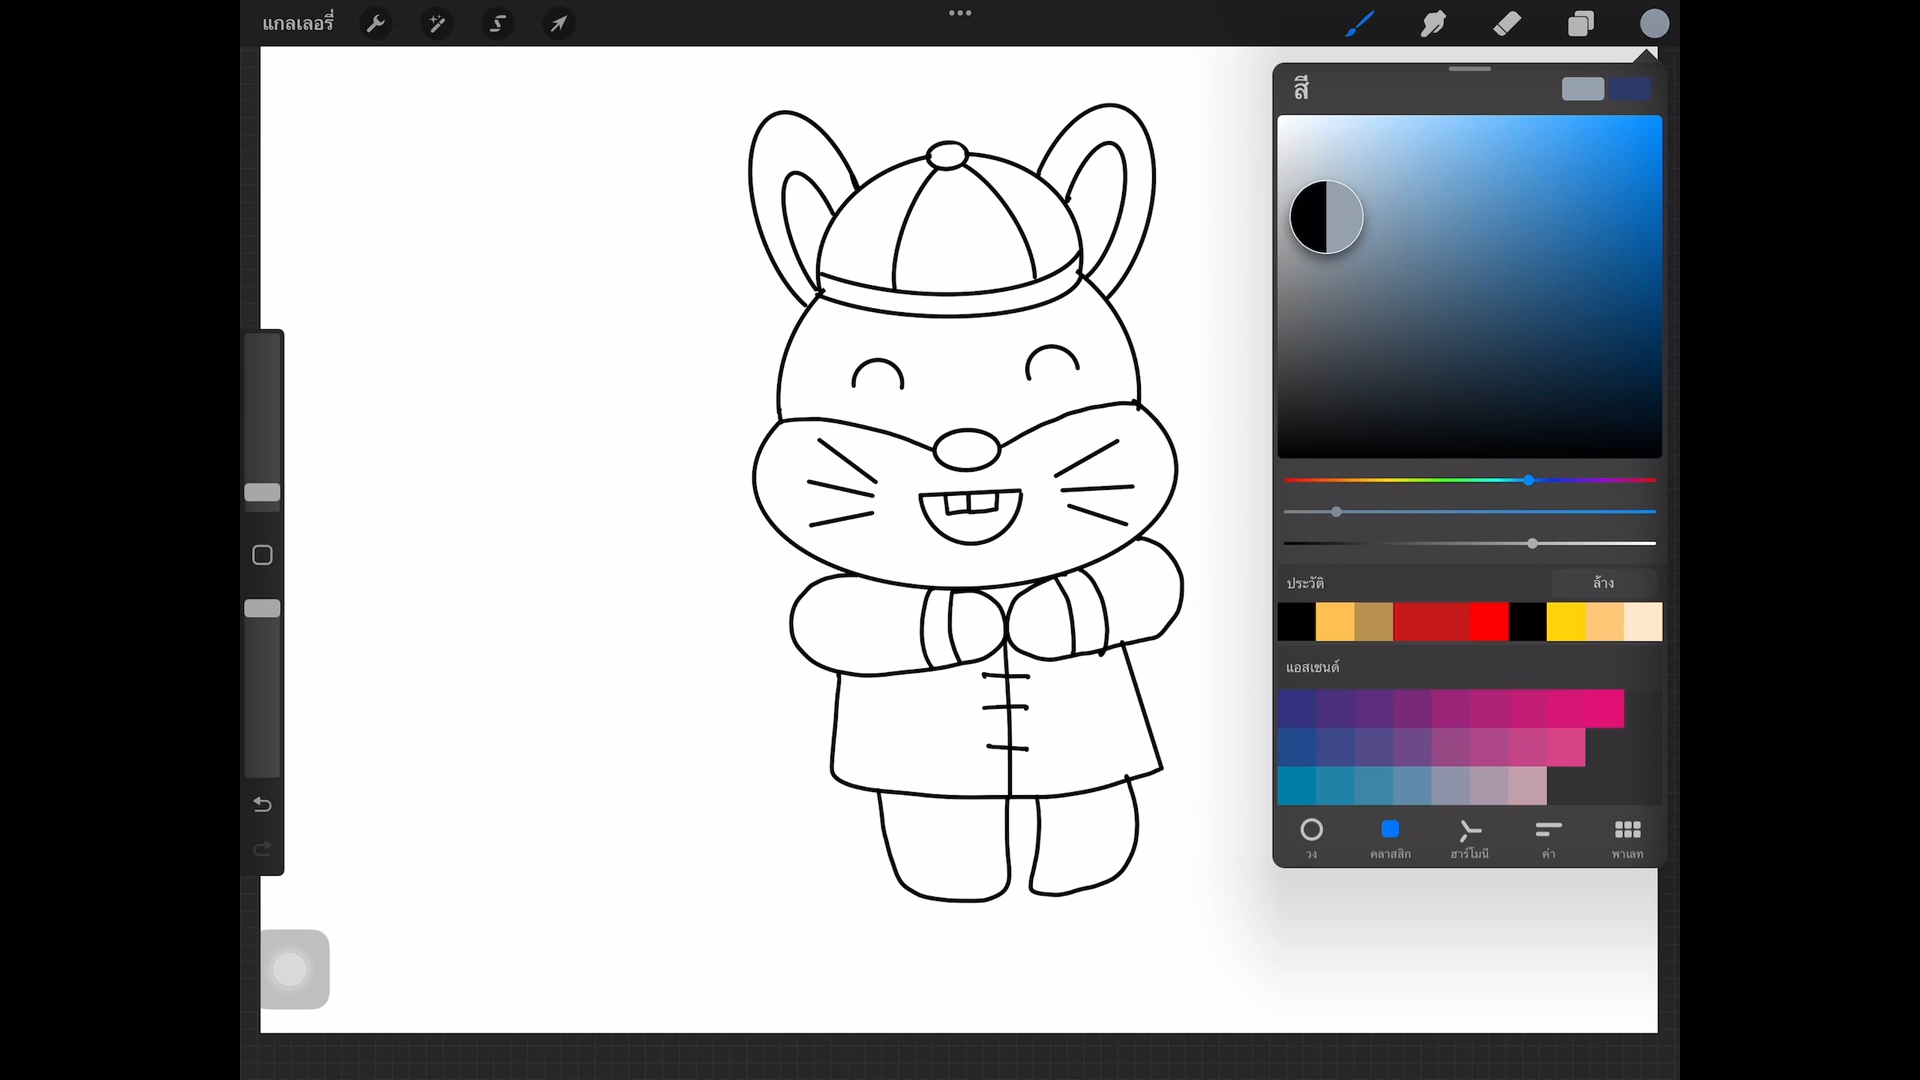 แกลเลอรี่
สี
ประวัติ
ล้าง
แอสเซนด์
วง
คลาสสิก
ฮาร์โมนี
ค่า
พาเลท